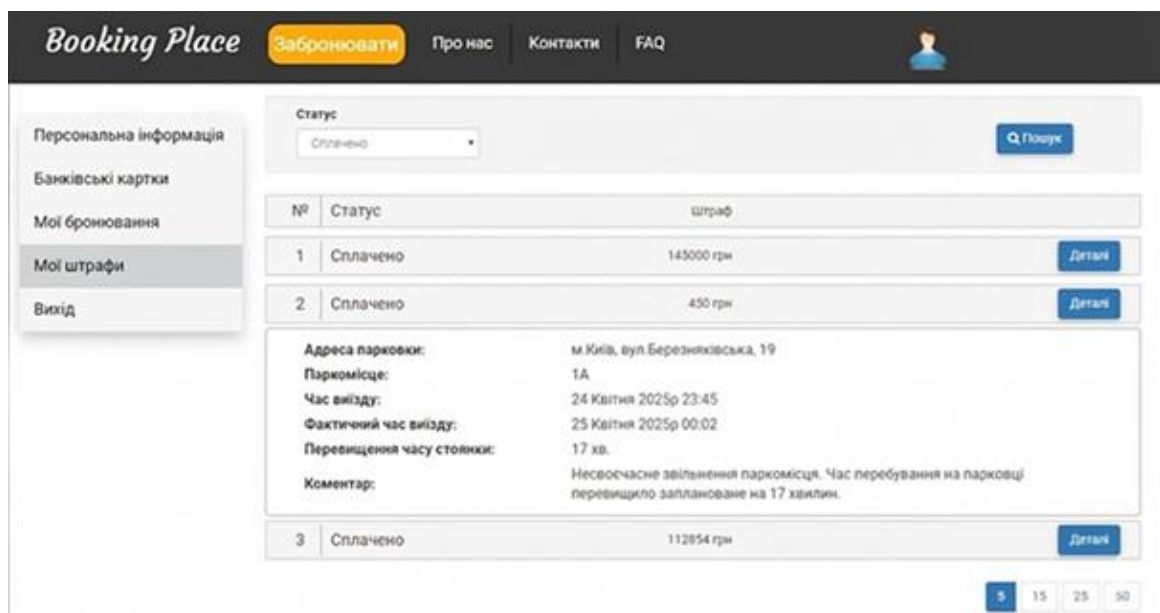 Booking Place Забронювати Про нас Контакти FAQ
Персональна інформація
Банківські картки
Мої бронювання
Мої штрафи
Вихід
Статус
Сплачено
Пошук
№ Статус Штраф
1 Сплачено 145000 грн Деталі
2 Сплачено 450 грн Деталі
Адреса парковки: м.Київ, вул.Березняківська, 19
Паркомісце: 1А
Час виїзду: 24 Квітня 2025р 23:45
Фактичний час виїзду: 25 Квітня 2025р 00:02
Перевищення часу стоянки: 17 хв.
Коментар: Несвоєчасне звільнення паркомісця. Час перебування на парковці
перевищило заплановане на 17 хвилин.
3 Сплачено 112854 грн Деталі
5 15 25 50